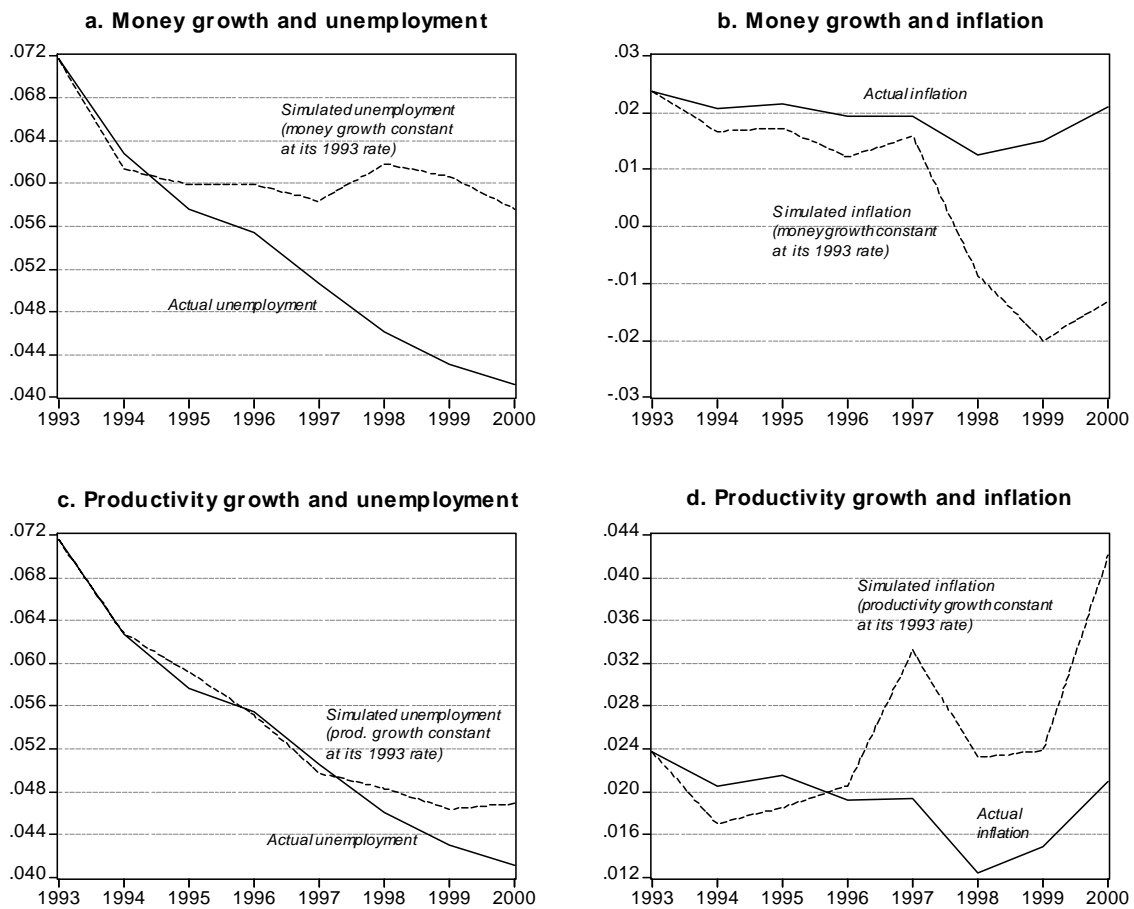 a. Money growth and unemployment
.072
.068
.064
.060
.056
.052
.048
.044
.040
Simulated unemployment
(money growth constant
at its 1993 rate)
Actual unemployment
1993 1994 1995 1996 1997 1998 1999 2000
b. Money growth and inflation
.03
.02
.01
.00
-.01
-.02
-.03
Actual inflation
Simulated inflation
(money growth constant
at its 1993 rate)
1993 1994 1995 1996 1997 1998 1999 2000
c. Productivity growth and unemployment
.072
.068
.064
.060
.056
.052
.048
.044
.040
Simulated unemployment
(prod. growth constant
at its 1993 rate)
Actual unemployment
1993 1994 1995 1996 1997 1998 1999 2000
d. Productivity growth and inflation
.044
.040
.036
.032
.028
.024
.020
.016
.012
Simulated inflation
(productivity growth constant
at its 1993 rate)
Actual
inflation
1993 1994 1995 1996 1997 1998 1999 2000